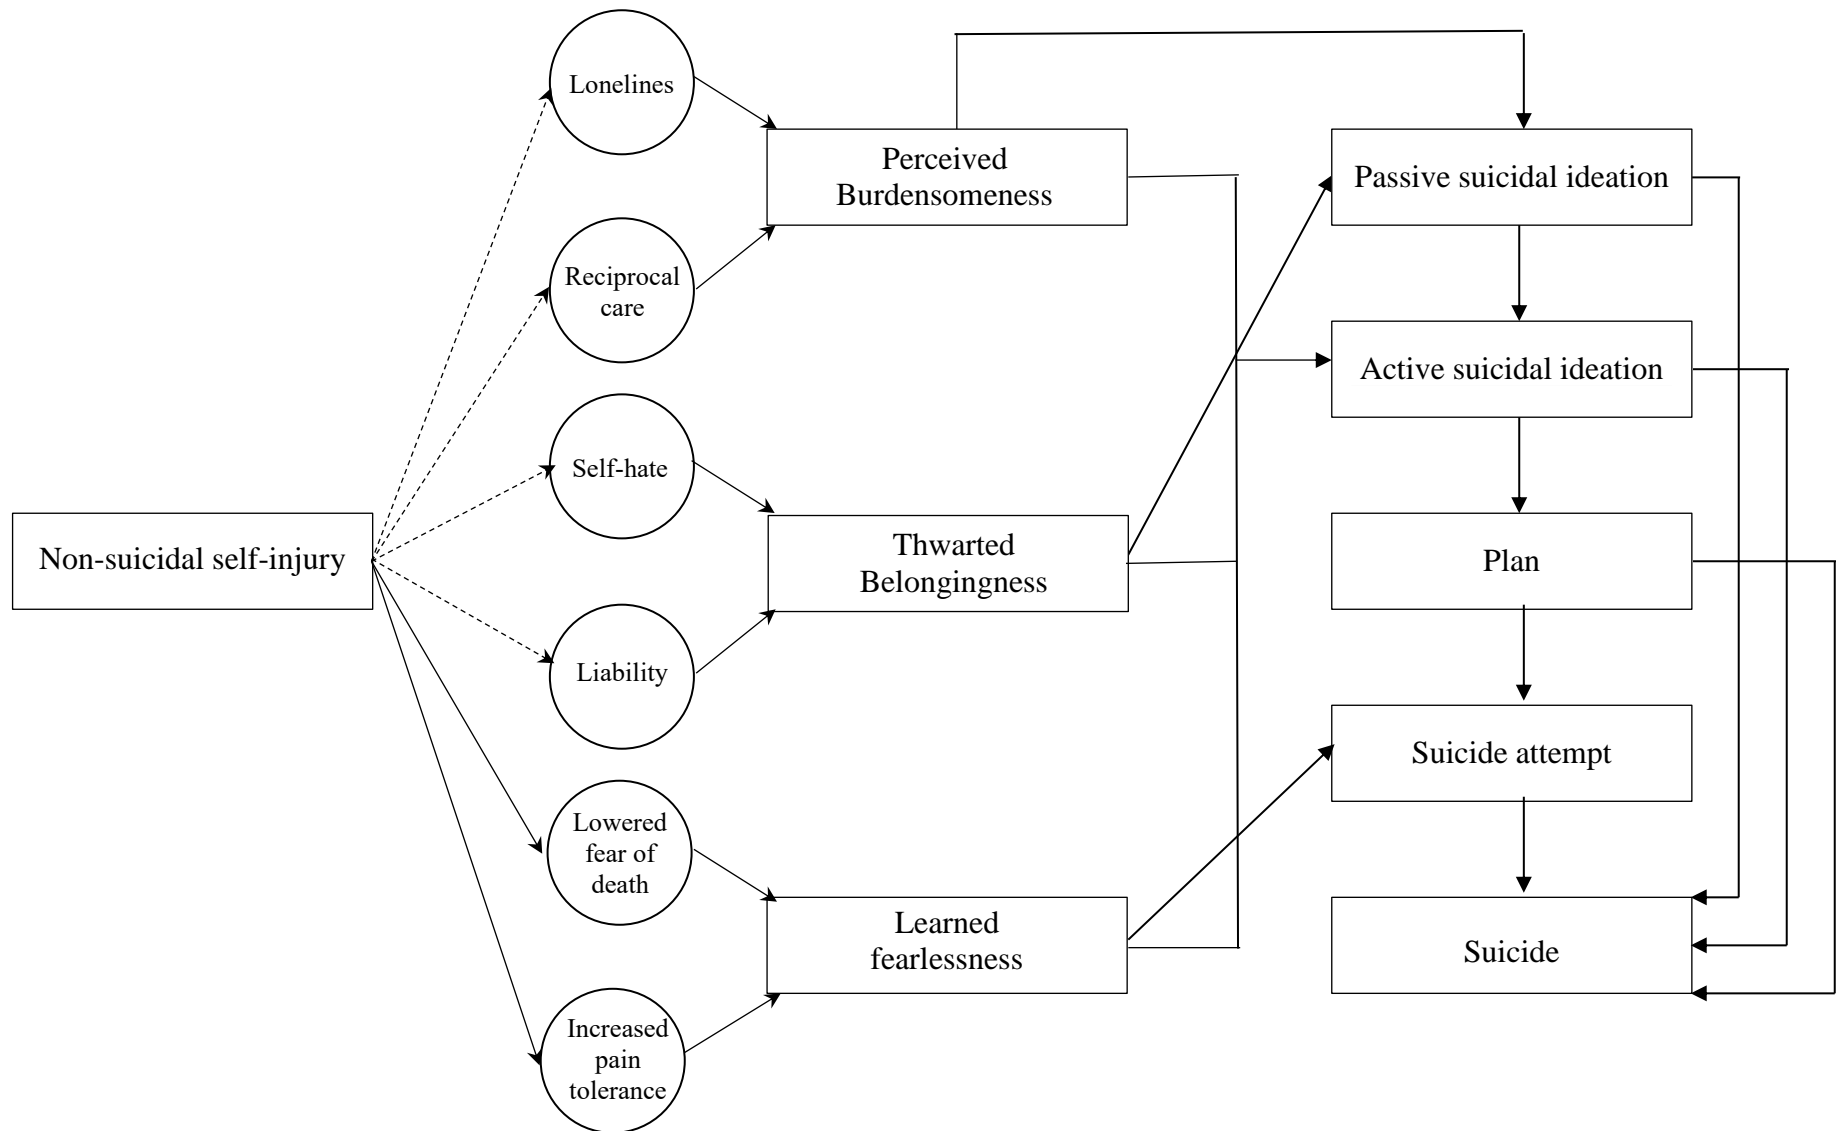 Lonelines
Perceived
Burdensomeness
Passive suicidal ideation
Reciprocal
care
Active suicidal ideation
Self-hate
Non-suicidal self-injury
Thwarted
Belongingness
Plan
Liability
Suicide attempt
Lowered
fear of
death
Learned
fearlessness
Suicide
Increased
pain
tolerance